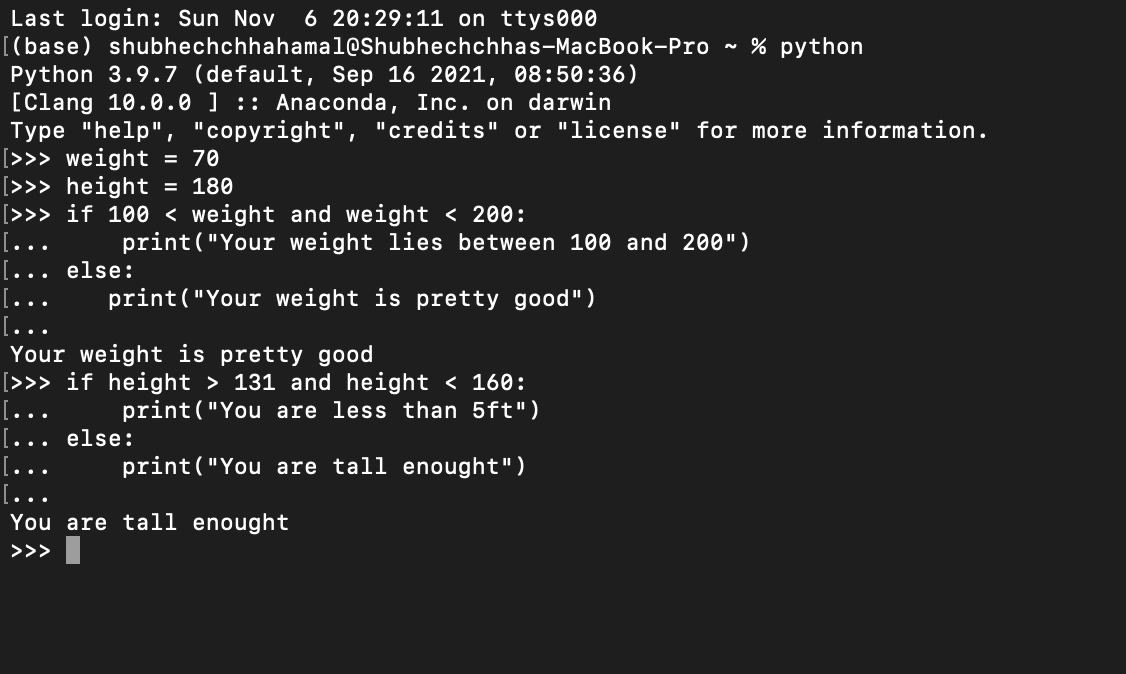 Last login: Sun Nov  6 20:29:11 on ttys000
[(base) shubhechchhahamal@Shubhechchhas-MacBook-Pro ~ % python
Python 3.9.7 (default, Sep 16 2021, 08:50:36)
[Clang 10.0.0 ] :: Anaconda, Inc. on darwin
Type "help", "copyright", "credits" or "license" for more information.
[>>> weight = 70
[>>> height = 180
[>>> if 100 < weight and weight < 200:
[...     print("Your weight lies between 100 and 200")
[... else:
[...    print("Your weight is pretty good")
[...
Your weight is pretty good
[>>> if height > 131 and height < 160:
[...     print("You are less than 5ft")
[... else:
[...     print("You are tall enought")
[...
You are tall enought
>>>